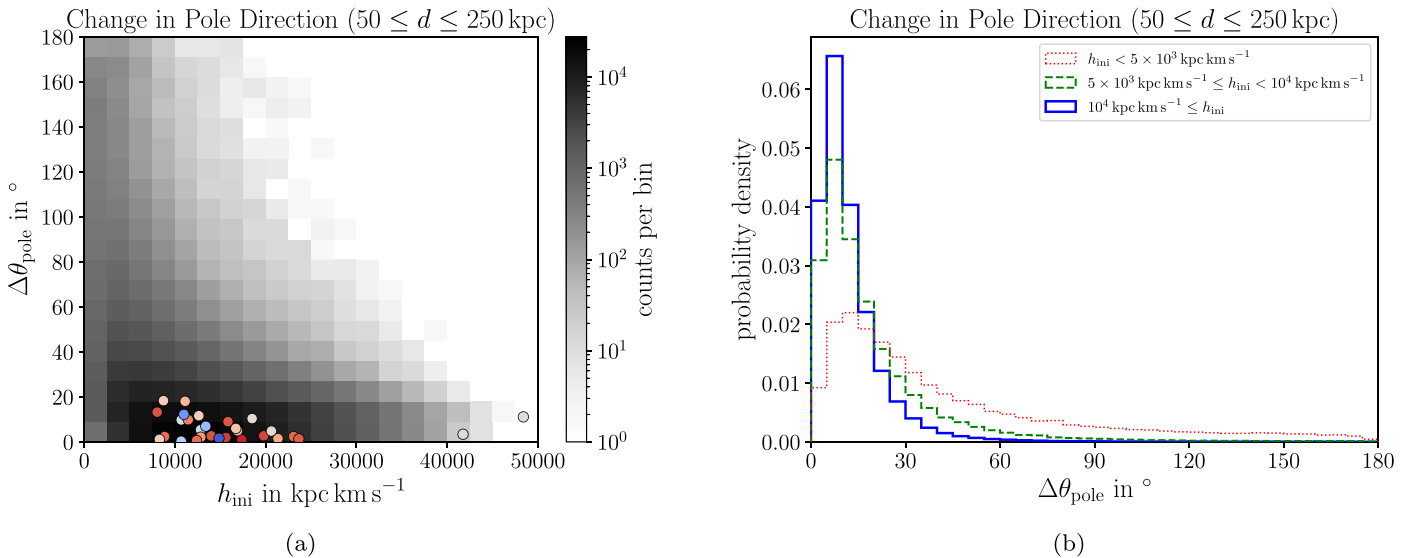 Change in Pole Direction (50 ≤ d ≤ 250 kpc)
180
160
140
120
100
80
60
40
20
0
Δθpole in °
0 10000 20000 30000 40000 50000
h_ini in kpc km s⁻¹
10⁴
10³
10²
10¹
10⁰
counts per bin
(a)
Change in Pole Direction (50 ≤ d ≤ 250 kpc)
h_ini < 5 × 10³ kpc km s⁻¹
5 × 10³ kpc km s⁻¹ ≤ h_ini < 10⁴ kpc km s⁻¹
10⁴ kpc km s⁻¹ ≤ h_ini
0.06
0.05
0.04
0.03
0.02
0.01
0.00
probability density
0 30 60 90 120 150 180
Δθpole in °
(b)